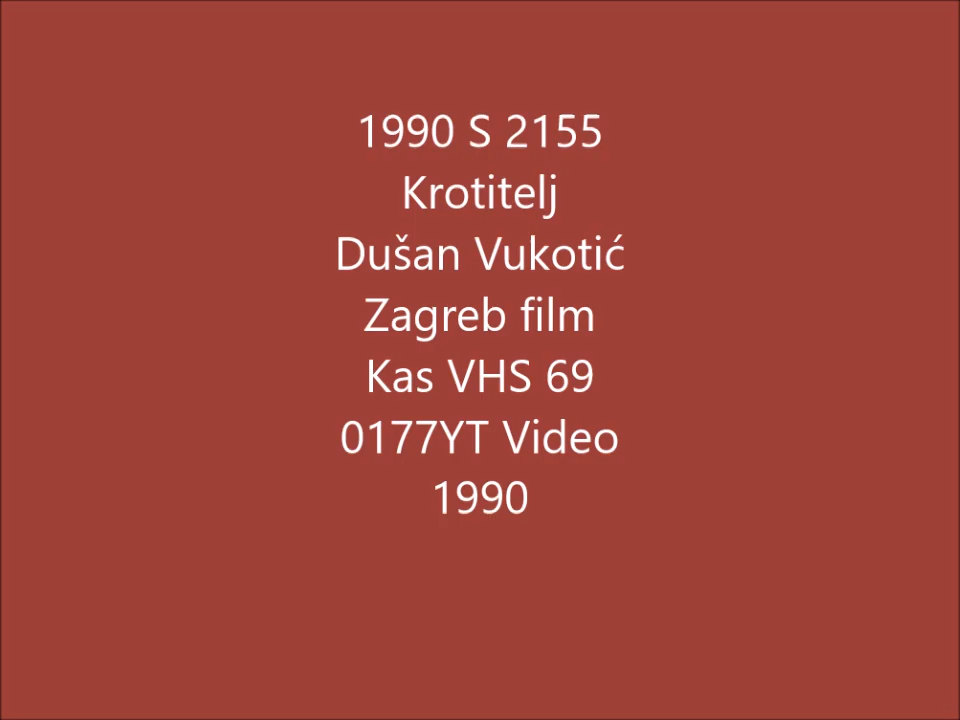 1990 S 2155
Krotitelj
Dušan Vukotić
Zagreb film
Kas VHS 69
0177YT Video
1990